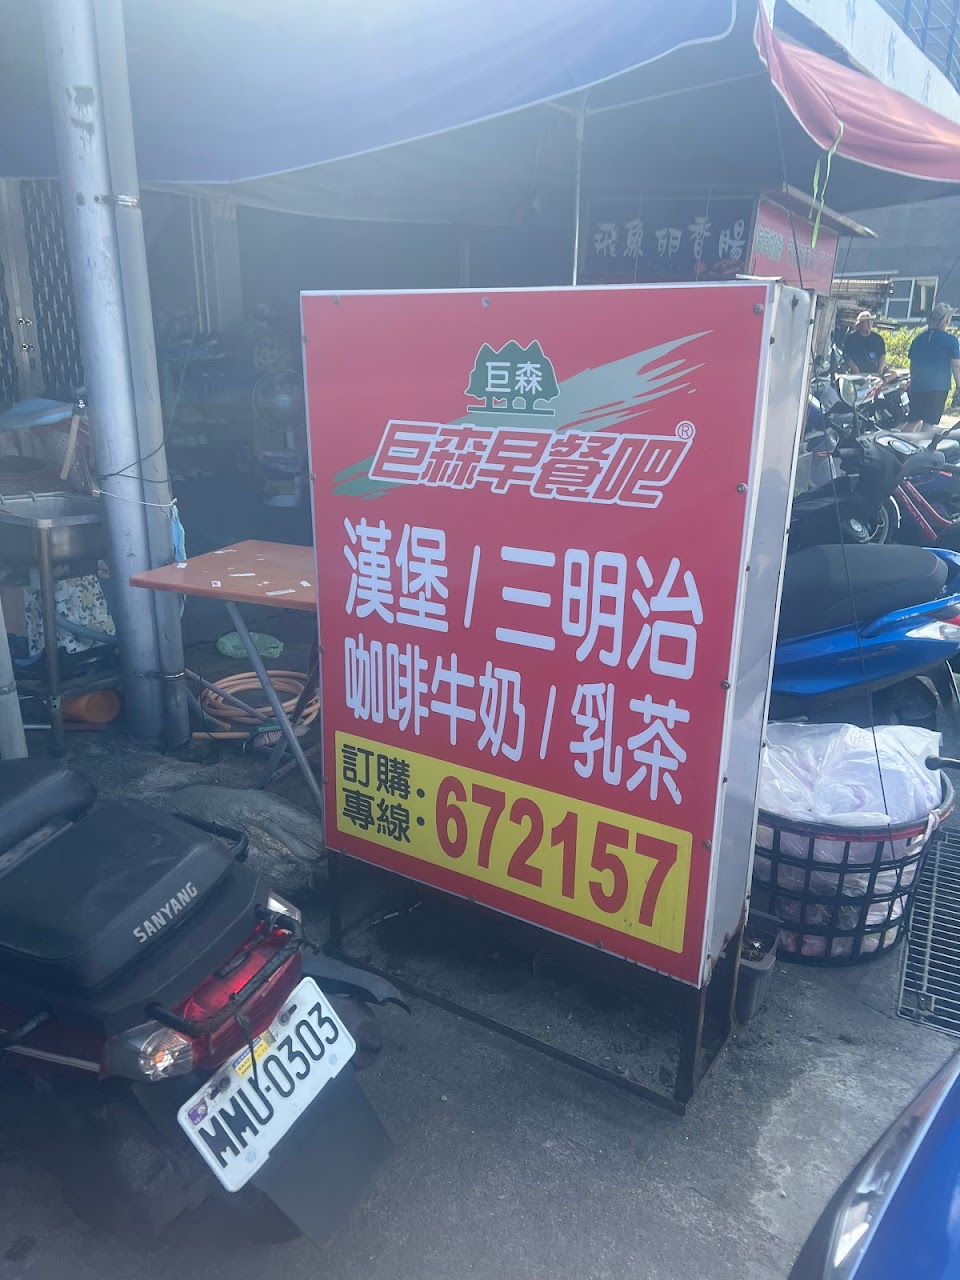 飛魚卵香腸
巨森
巨森早餐吧®
漢堡/三明治
咖啡牛奶/乳茶
訂購專線:672157
SANYANG
MMU-0303